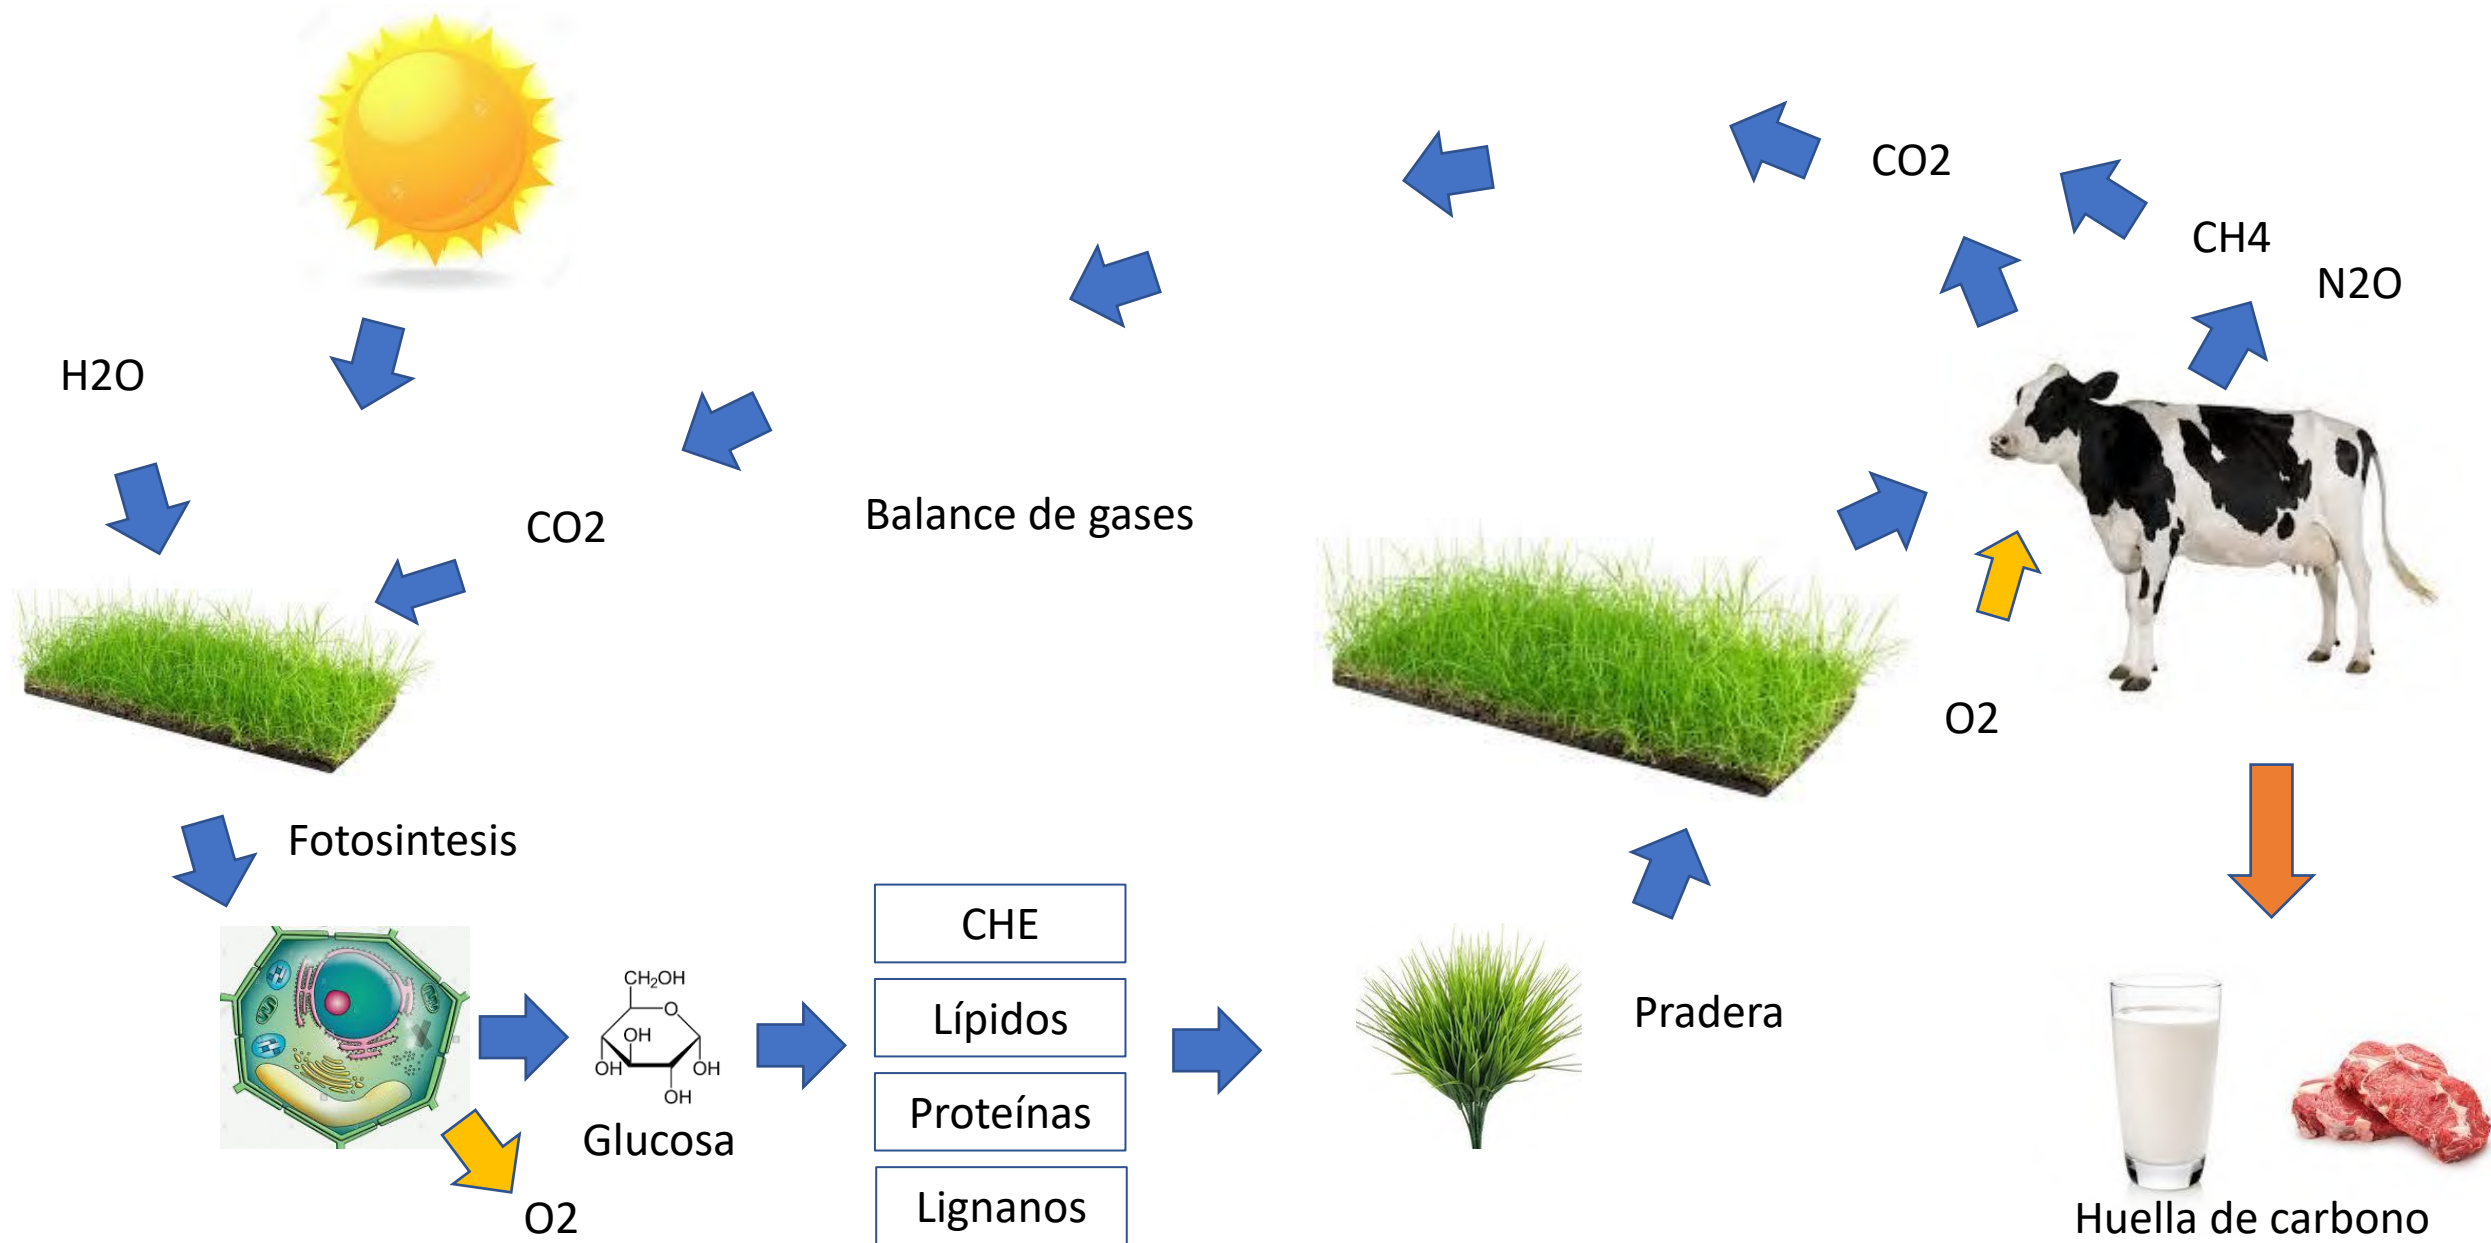 CO2
CH4
N2O
H2O
CO2
Balance de gases
O2
Fotosintesis
CHE
Lípidos
Proteínas
Lignanos
CH₂OH
O
OH
OH
OH
OH
Glucosa
O2
Pradera
Huella de carbono